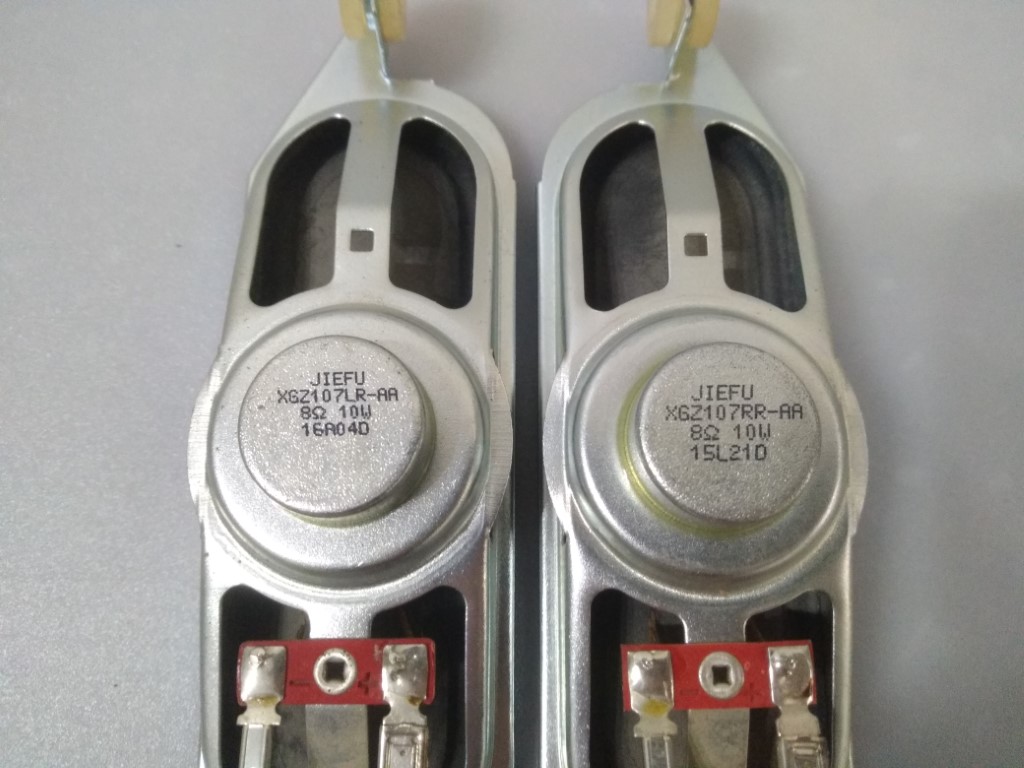 JIEFU
XGZ107LR-AA
8Ω 10W
16A04D
JIEFU
XGZ107RR-AA
8Ω 10W
15L21D